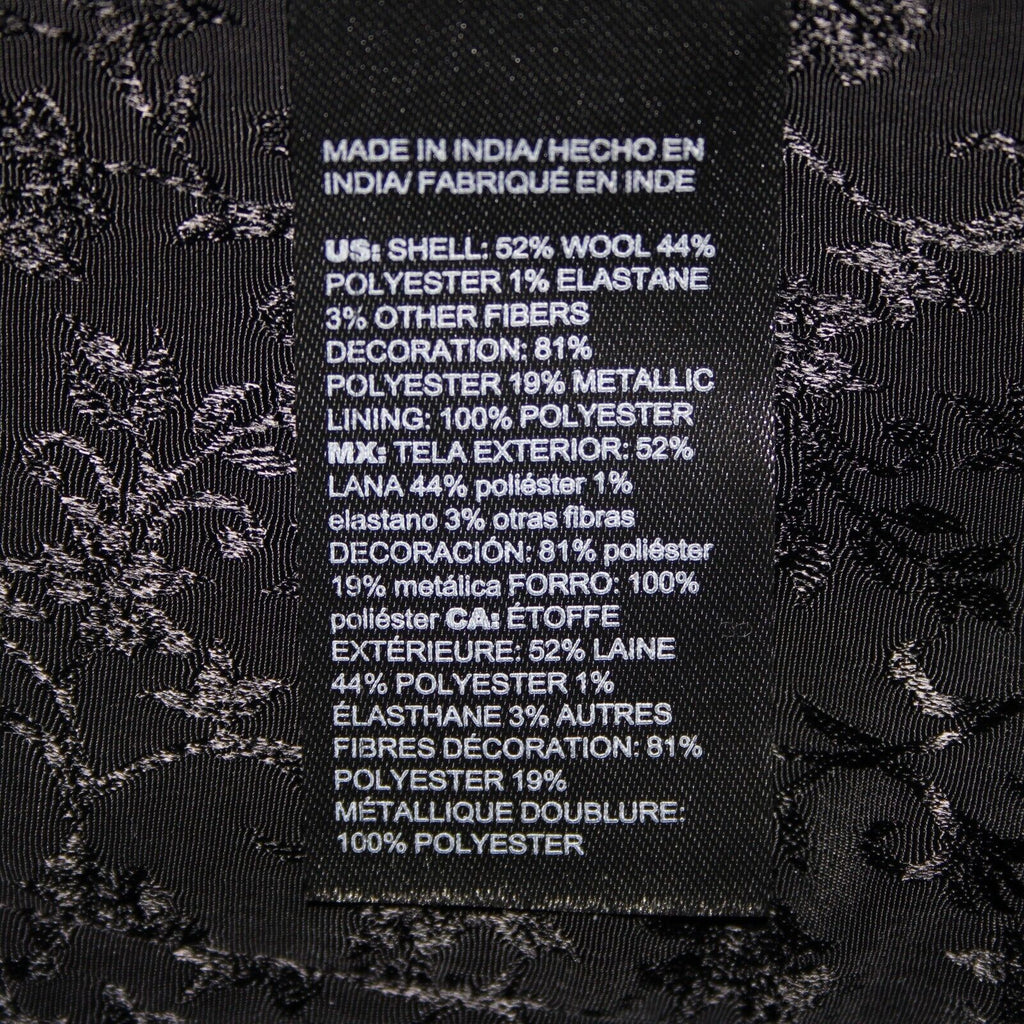 MADE IN INDIA/ HECHO EN
INDIA/ FABRIQUÉ EN INDE
US: SHELL: 52% WOOL 44%
POLYESTER 1% ELASTANE
3% OTHER FIBERS
DECORATION: 81%
POLYESTER 19% METALLIC
LINING: 100% POLYESTER
MX: TELA EXTERIOR: 52%
LANA 44% poliéster 1%
elastano 3% otras fibras
DECORACIÓN: 81% poliéster
19% metálica FORRO: 100%
poliéster CA: ÉTOFFE
EXTÉRIEURE: 52% LAINE
44% POLYESTER 1%
ÉLASTHANE 3% AUTRES
FIBRES DÉCORATION: 81%
POLYESTER 19%
MÉTALLIQUE DOUBLURE:
100% POLYESTER